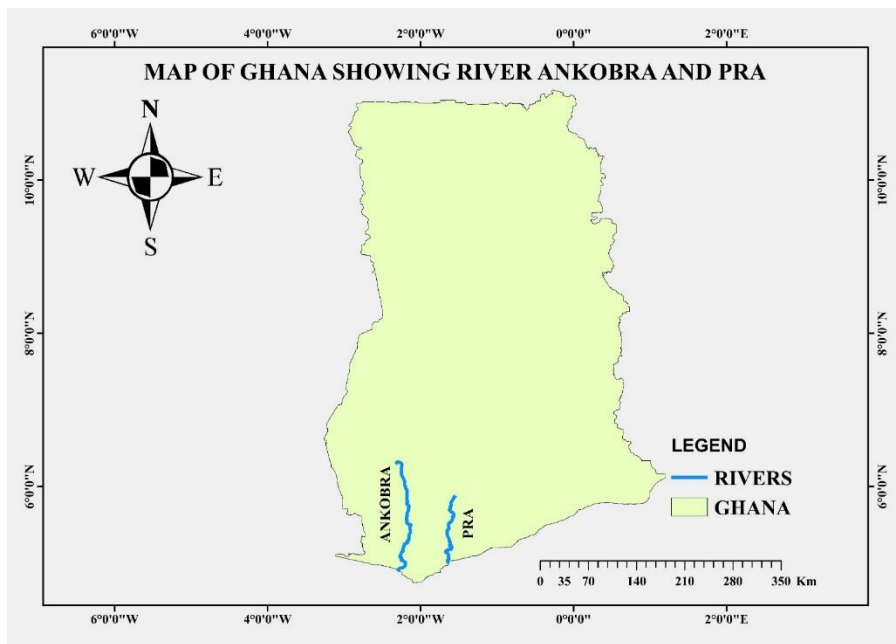 6°0'0"W 4°0'0"W 2°0'0"W 0°0'0" 2°0'0"E
MAP OF GHANA SHOWING RIVER ANKOBRA AND PRA
N
W E
S
10°0'0"N 10°0'0"N
8°0'0"N 8°0'0"N
6°0'0"N 6°0'0"N
ANKOBRA
PRA
LEGEND
RIVERS
GHANA
0 35 70 140 210 280 350 Km
6°0'0"W 4°0'0"W 2°0'0"W 0°0'0" 2°0'0"E